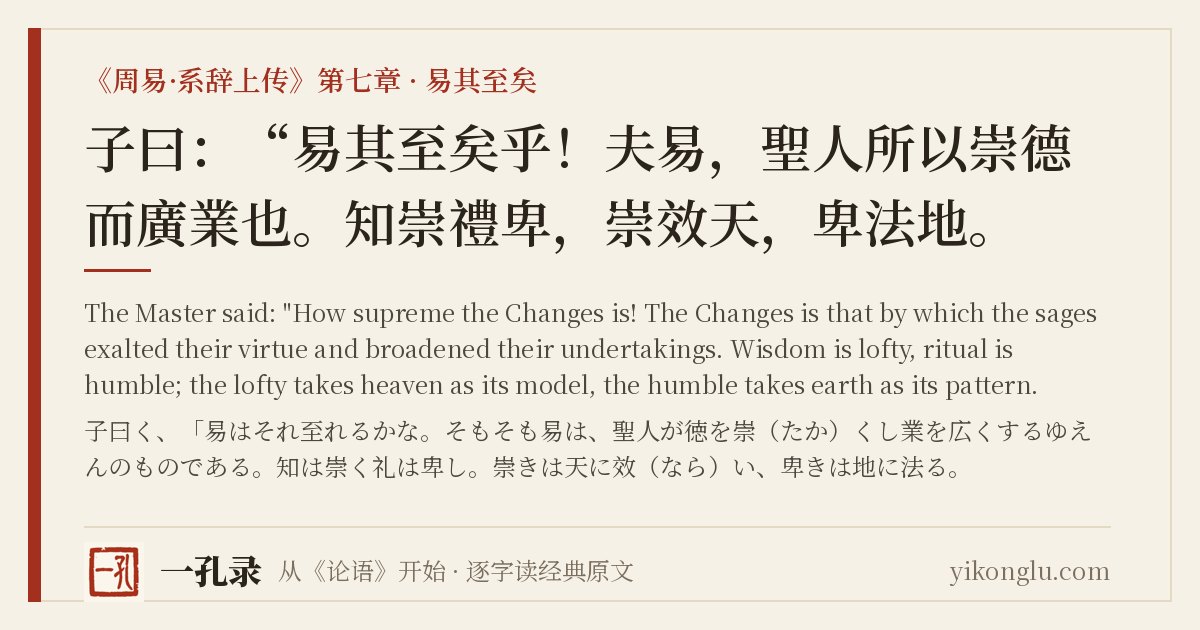 《周易·系辞上传》第七章 · 易其至矣
子曰：“易其至矣乎！夫易，聖人所以崇德
而廣業也。知崇禮卑，崇效天，卑法地。
The Master said: "How supreme the Changes is! The Changes is that by which the sages
exalted their virtue and broadened their undertakings. Wisdom is lofty, ritual is
humble; the lofty takes heaven as its model, the humble takes earth as its pattern.
子曰く、「易はそれ至れるかな。そもそも易は、聖人が徳を崇（たか）くし業を広くするゆえ
んのものである。知は崇く礼は卑し。崇きは天に效（なら）い、卑きは地に法る。
一孔
一孔录 从《论语》开始 · 逐字读经典原文 yikonglu.com